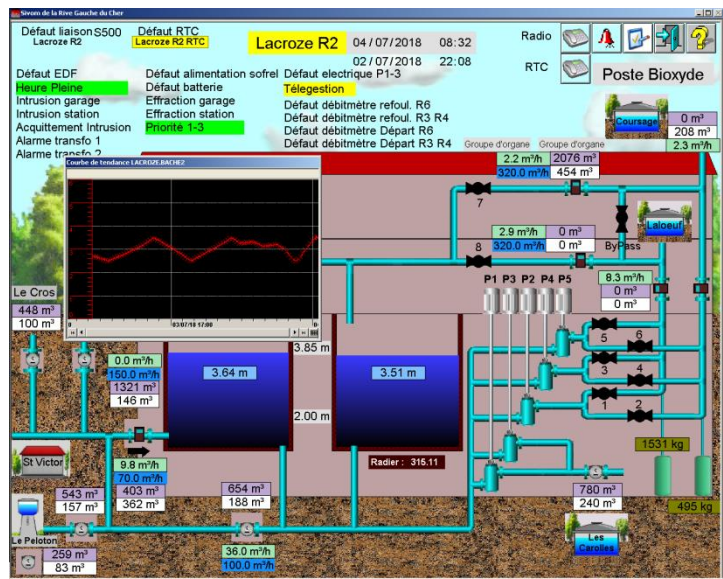 Sivom de la Rive Gauche du Cher
Défaut liaison S500
Lacroze R2
Défaut RTC
Lacroze R2 RTC
Lacroze R2
04/07/2018 08:32
02/07/2018 22:08
Radio
RTC
Poste Bioxyde
Défaut EDF
Heure Pleine
Intrusion garage
Intrusion station
Acquittement Intrusion
Alarme transfo 1
Alarme transfo 2
Défaut alimentation sofrel
Défaut batterie
Effraction garage
Effraction station
Priorité 1-3
Défaut electrique P1-3
Télegestion
Défaut débitmètre refoul. R6
Défaut débitmètre refoul. R3 R4
Défaut débitmètre Départ R6
Défaut débitmètre Départ R3 R4
Groupe d'organe Groupe d'organe
Coursage
0 m³
208 m³
2.3 m³/h
2.2 m³/h 2076 m³
320.0 m³/h 454 m³
7
Courbe de tendance LACROZE.BACHE2
03/07/18 17:00
Laloeuf
2.9 m³/h 0 m³
320.0 m³/h 0 m³
ByPass
8
8.3 m³/h
0 m³
0 m³
P1 P3 P2 P4 P5
Le Cros
448 m³
100 m³
5 6
3 4
1 2
3.85 m
3.64 m
3.51 m
2.00 m
0.0 m³/h
150.0 m³/h
1321 m³
146 m³
St Victor
9.8 m³/h
70.0 m³/h
403 m³
362 m³
Radier : 315.11
1531 kg
495 kg
543 m³
157 m³
654 m³
188 m³
780 m³
240 m³
Le Peloton
259 m³
83 m³
36.0 m³/h
100.0 m³/h
Les
Carolles